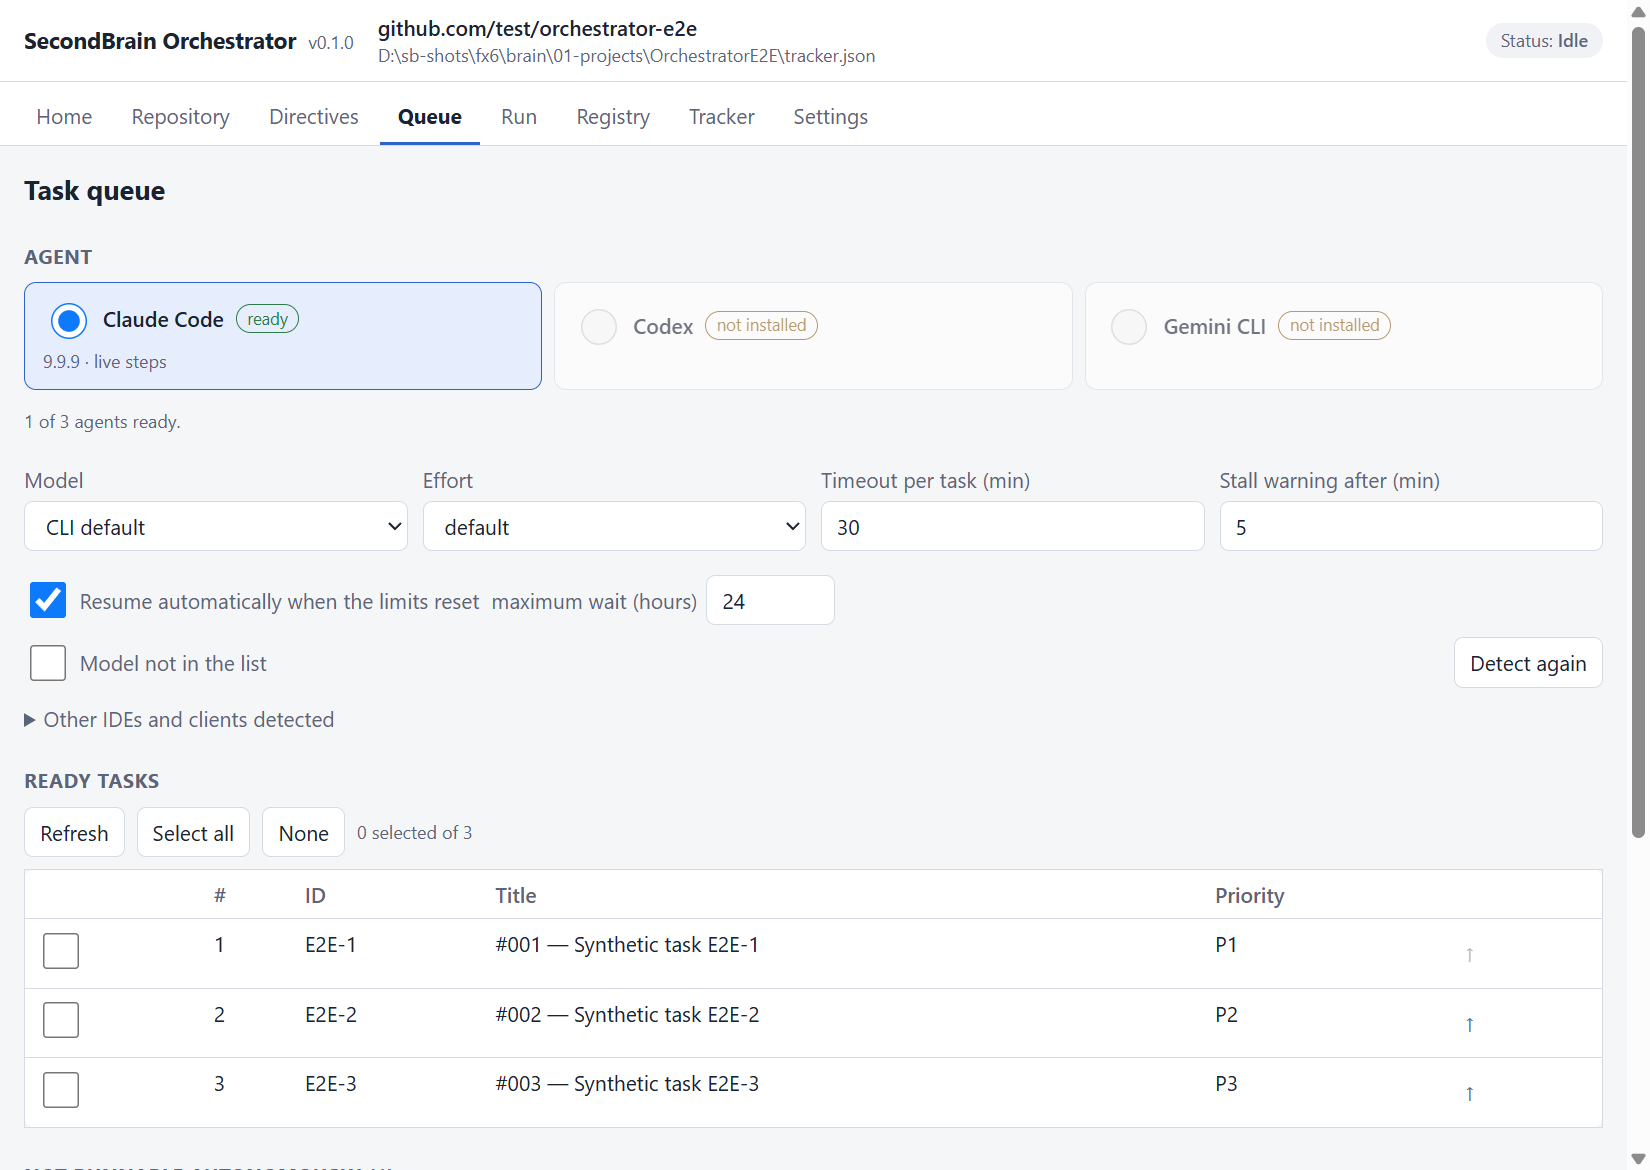 SecondBrain Orchestrator v0.1.0
github.com/test/orchestrator-e2e
D:\sb-shots\fx6\brain\01-projects\OrchestratorE2E\tracker.json
Status: Idle
Home Repository Directives Queue Run Registry Tracker Settings
Task queue
AGENT
Claude Code ready
9.9.9 · live steps
Codex not installed
Gemini CLI not installed
1 of 3 agents ready.
Model Effort Timeout per task (min) Stall warning after (min)
CLI default default 30 5
Resume automatically when the limits reset maximum wait (hours) 24
Model not in the list
Detect again
Other IDEs and clients detected
READY TASKS
Refresh Select all None 0 selected of 3
# ID Title Priority
1 E2E-1 #001 — Synthetic task E2E-1 P1 ↑
2 E2E-2 #002 — Synthetic task E2E-2 P2 ↑
3 E2E-3 #003 — Synthetic task E2E-3 P3 ↑